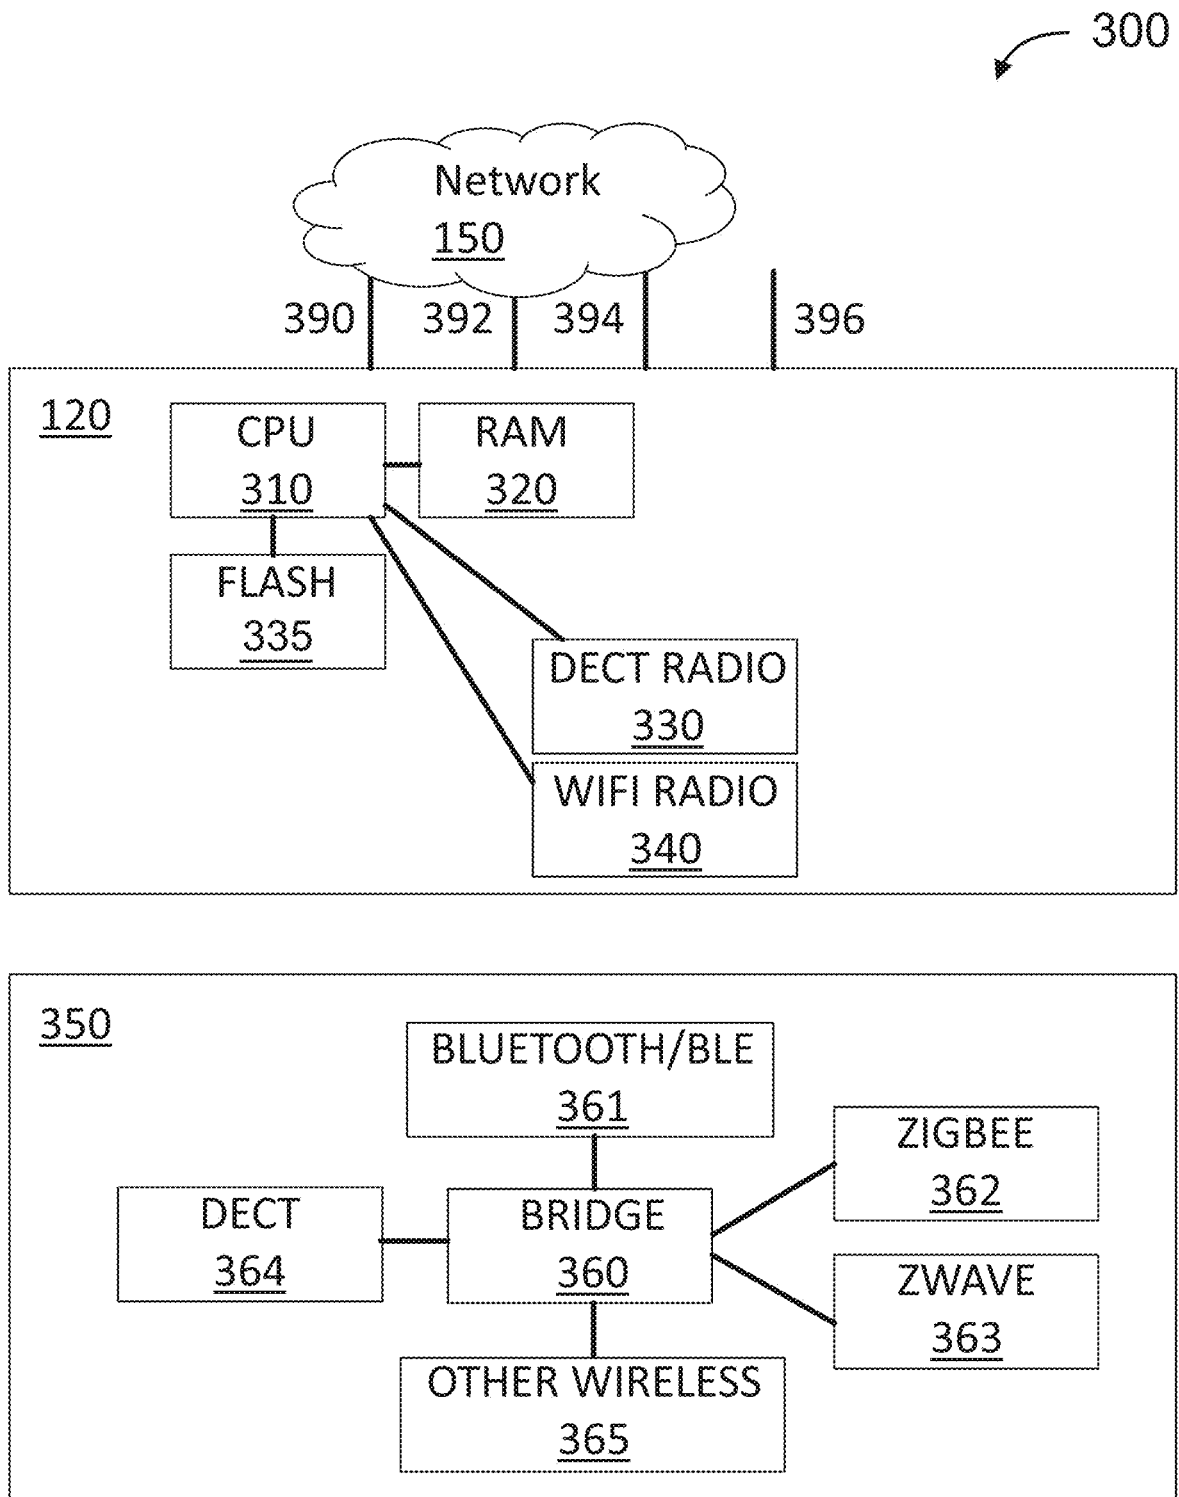 300
Network
150
390 392 394 396
120
CPU
310
RAM
320
FLASH
335
DECT RADIO
330
WIFI RADIO
340
350
BLUETOOTH/BLE
361
ZIGBEE
362
DECT
364
BRIDGE
360
ZWAVE
363
OTHER WIRELESS
365